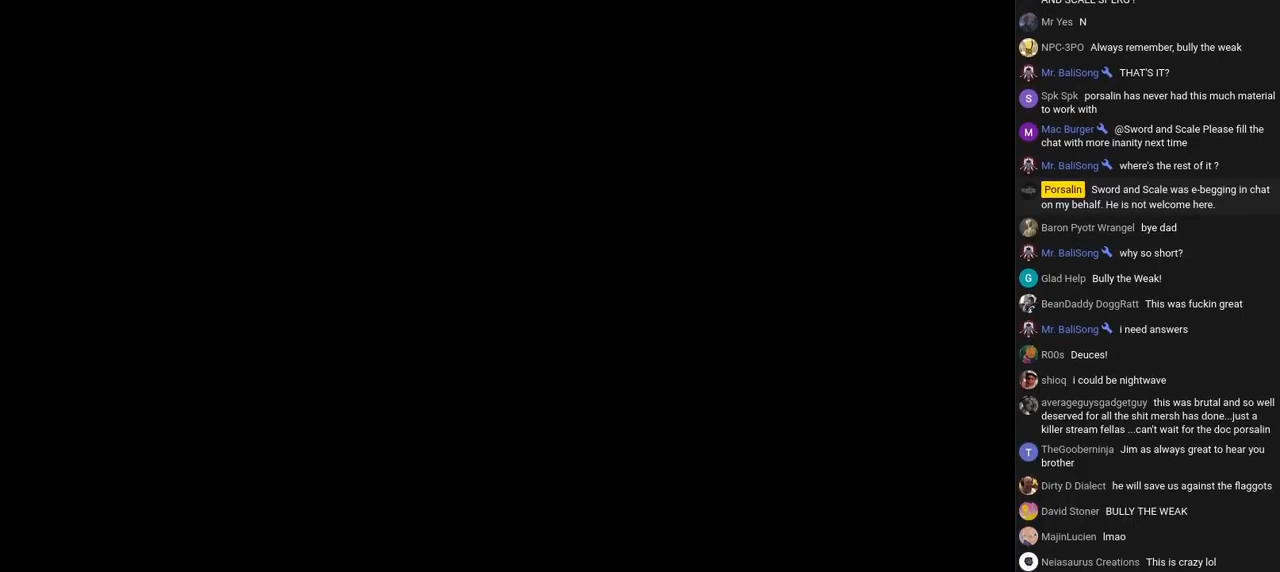 AND SCALE SPERG?
Mr Yes N
NPC-3PO Always remember, bully the weak
Mr. BaliSong THAT'S IT?
S Spk Spk porsalin has never had this much material
to work with
M Mac Burger @Sword and Scale Please fill the
chat with more inanity next time
Mr. BaliSong where's the rest of it ?
Porsalin Sword and Scale was e-begging in chat
on my behalf. He is not welcome here.
Baron Pyotr Wrangel bye dad
Mr. BaliSong why so short?
G Glad Help Bully the Weak!
BeanDaddy DoggRatt This was fuckin great
Mr. BaliSong i need answers
R00s Deuces!
shioq i could be nightwave
averageguysgadgetguy this was brutal and so well
deserved for all the shit mersh has done...just a
killer stream fellas ...can't wait for the doc porsalin
T TheGooberninja Jim as always great to hear you
brother
Dirty D Dialect he will save us against the flaggots
David Stoner BULLY THE WEAK
MajinLucien lmao
Neiasaurus Creations This is crazy lol